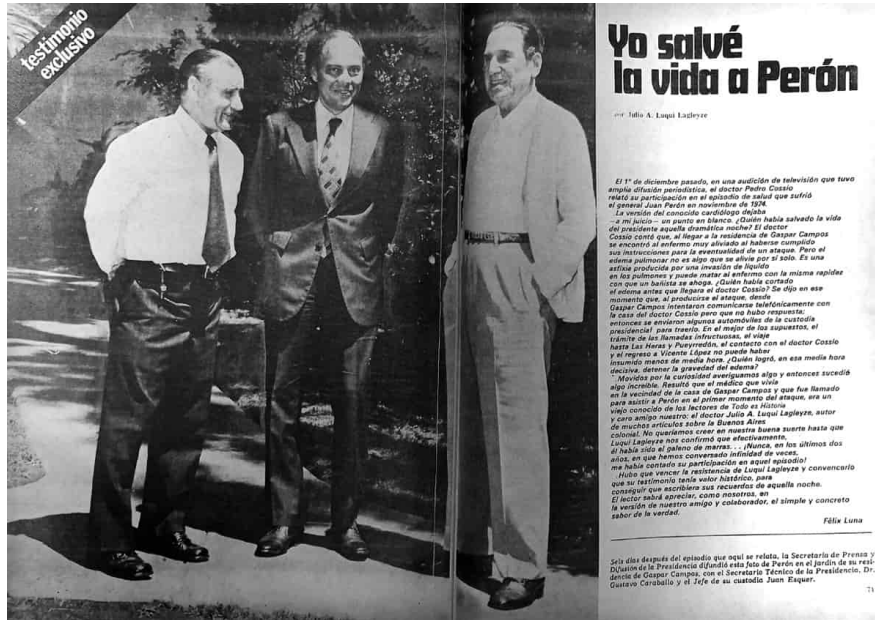 testimonio
exclusivo
Yo salvé
la vida a Perón
por Julio A. Luqui Lagleyze
El 1º de diciembre pasado, en una audición de televisión que tuvo
amplia difusión periodística, el doctor Pedro Cossio
relató su participación en el episodio de salud que sufrió
el general Juan Perón en noviembre de 1974.
La versión del conocido cardiólogo dejaba
—a mi juicio— un punto en blanco. ¿Quién había salvado la vida
del presidente aquella dramática noche? El doctor
Cossio contó que, al llegar a la residencia de Gaspar Campos
se encontró al enfermo muy aliviado al haberse cumplido
sus instrucciones para la eventualidad de un ataque. Pero el
edema pulmonar no es algo que se alivie por sí solo. Es una
asfixia producida por una invasión de líquido
en los pulmones y puede matar al enfermo con la misma rapidez
con que un bañista se ahoga. ¿Quién había cortado
el edema antes que llegara el doctor Cossio? Se dijo en ese
momento que, al producirse el ataque, desde
Gaspar Campos intentaron comunicarse telefónicamente con
la casa del doctor Cossio pero que no hubo respuesta;
entonces se enviaron algunos automóviles de la custodia
presidencial para traerlo. En el mejor de los supuestos, el
trámite de las llamadas infructuosas, el viaje
hasta Las Heras y Pueyrredón, el contacto con el doctor Cossio
y el regreso a Vicente López no puede haber
insumido menos de media hora. ¿Quién logró, en esa media hora
decisiva, detener la gravedad del edema?
Movidos por la curiosidad averiguamos algo y entonces sucedió
algo increíble. Resultó que el médico que vivía
en la vecindad de la casa de Gaspar Campos y que fue llamado
para asistir a Perón en el primer momento del ataque, era un
viejo conocido de los lectores de Todo es Historia
y caro amigo nuestro: el doctor Julio A. Luqui Lagleyze, autor
de muchos artículos sobre la Buenos Aires
colonial. No queríamos creer en nuestra buena suerte hasta que
Luqui Lagleyze nos confirmó que efectivamente,
él había sido el galeno de marras. . . ¡Nunca, en los últimos dos
años, en que hemos conversado infinidad de veces,
me había contado su participación en aquel episodio!
Hubo que vencer la resistencia de Luqui Lagleyze y convencerlo
que su testimonio tenía valor histórico, para
conseguir que escribiera sus recuerdos de aquella noche.
El lector sabrá apreciar, como nosotros, en
la versión de nuestro amigo y colaborador, el simple y concreto
sabor de la verdad.
Félix Luna
Seis días después del episodio que aquí se relata, la Secretaría de Prensa y
Difusión de la Presidencia difundió esta foto de Perón en el jardín de su resi-
dencia de Gaspar Campos, con el Secretario Técnico de la Presidencia, Dr.
Gustavo Caraballo y el Jefe de su custodia Juan Esquer.
71